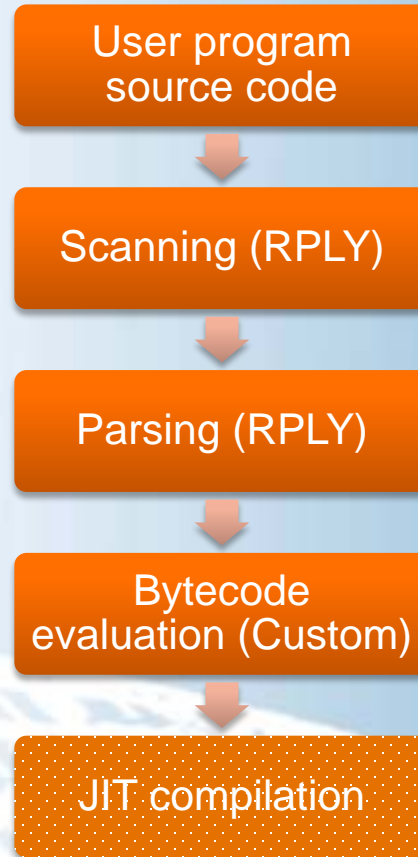 User program
source code
Scanning (RPLY)
Parsing (RPLY)
Bytecode
evaluation (Custom)
JIT compilation